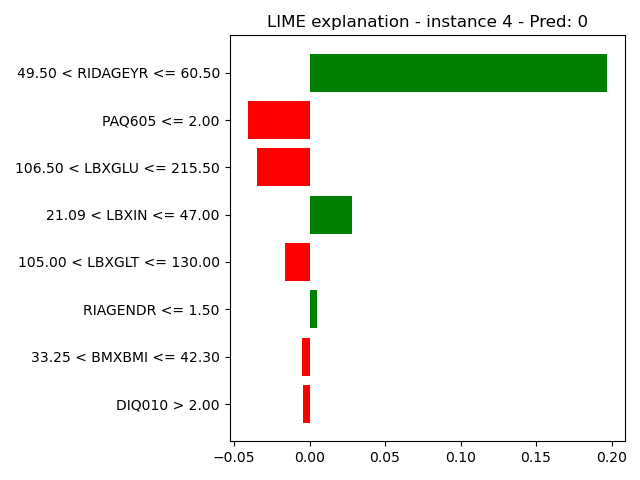 LIME explanation - instance 4 - Pred: 0
49.50 < RIDAGEYR <= 60.50
PAQ605 <= 2.00
106.50 < LBXGLU <= 215.50
21.09 < LBXIN <= 47.00
105.00 < LBXGLT <= 130.00
RIAGENDR <= 1.50
33.25 < BMXBMI <= 42.30
DIQ010 > 2.00
−0.05 0.00 0.05 0.10 0.15 0.20